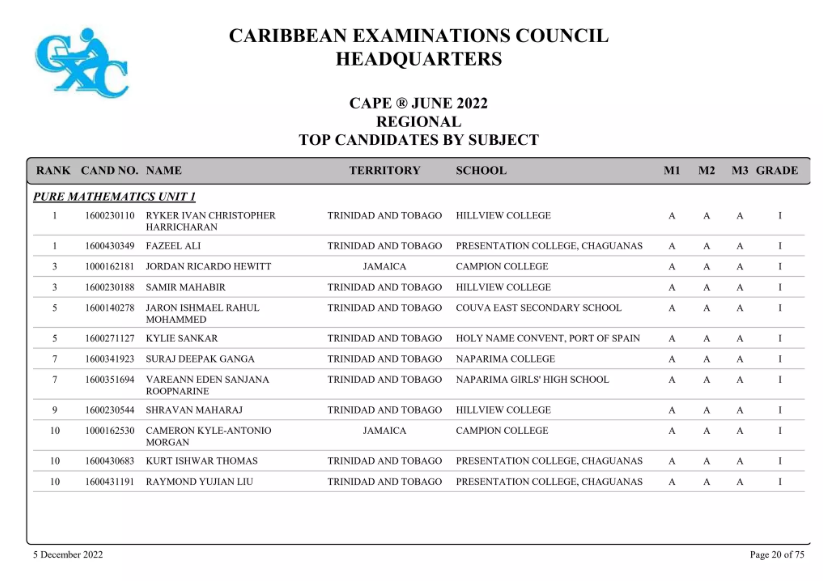 CXC
CARIBBEAN EXAMINATIONS COUNCIL
HEADQUARTERS
CAPE ® JUNE 2022
REGIONAL
TOP CANDIDATES BY SUBJECT
RANK CAND NO. NAME TERRITORY SCHOOL M1 M2 M3 GRADE
PURE MATHEMATICS UNIT 1
1 1600230110 RYKER IVAN CHRISTOPHER TRINIDAD AND TOBAGO HILLVIEW COLLEGE A A A I
HARRICHARAN
1 1600430349 FAZEEL ALI TRINIDAD AND TOBAGO PRESENTATION COLLEGE, CHAGUANAS A A A I
3 1000162181 JORDAN RICARDO HEWITT JAMAICA CAMPION COLLEGE A A A I
3 1600230188 SAMIR MAHABIR TRINIDAD AND TOBAGO HILLVIEW COLLEGE A A A I
5 1600140278 JARON ISHMAEL RAHUL TRINIDAD AND TOBAGO COUVA EAST SECONDARY SCHOOL A A A I
MOHAMMED
5 1600271127 KYLIE SANKAR TRINIDAD AND TOBAGO HOLY NAME CONVENT, PORT OF SPAIN A A A I
7 1600341923 SURAJ DEEPAK GANGA TRINIDAD AND TOBAGO NAPARIMA COLLEGE A A A I
7 1600351694 VAREANN EDEN SANJANA TRINIDAD AND TOBAGO NAPARIMA GIRLS' HIGH SCHOOL A A A I
ROOPNARINE
9 1600230544 SHRAVAN MAHARAJ TRINIDAD AND TOBAGO HILLVIEW COLLEGE A A A I
10 1000162530 CAMERON KYLE-ANTONIO JAMAICA CAMPION COLLEGE A A A I
MORGAN
10 1600430683 KURT ISHWAR THOMAS TRINIDAD AND TOBAGO PRESENTATION COLLEGE, CHAGUANAS A A A I
10 1600431191 RAYMOND YUJIAN LIU TRINIDAD AND TOBAGO PRESENTATION COLLEGE, CHAGUANAS A A A I
5 December 2022 Page 20 of 75